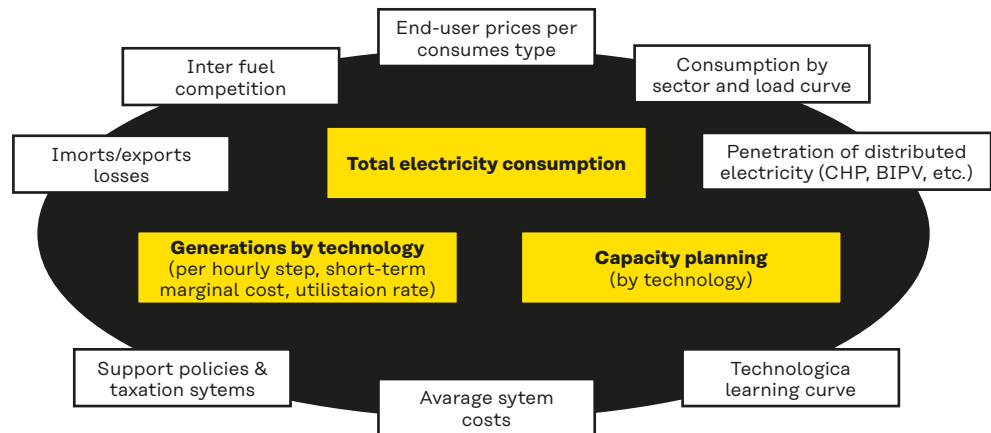 End-user prices per
consumes type
Inter fuel
competition
Consumption by
sector and load curve
Imorts/exports
losses
Total electricity consumption
Penetration of distributed
electricity (CHP, BIPV, etc.)
Generations by technology
(per hourly step, short-term
marginal cost, utilistaion rate)
Capacity planning
(by technology)
Support policies &
taxation sytems
Avarage sytem
costs
Technologica
learning curve